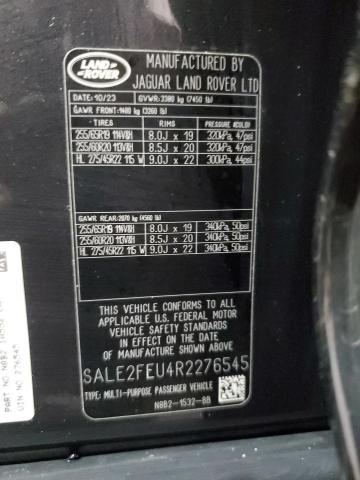 LAND
ROVER
MANUFACTURED BY
JAGUAR LAND ROVER LTD
DATE: 10/23 GVWR: 3380 kg (7450 lb)
GAWR FRONT: 1480 kg (3260 lb)
TIRES RIMS PRESSURE (COLD)
255/65R19 114V&H 8.0J x 19 320kPa, 47psi
255/60R20 113V&H 8.5J x 20 320kPa, 47psi
HL 275/45R22 115 W 9.0J x 22 300kPa, 44psi
GAWR REAR: 2070 kg (4560 lb)
255/65R19 114V&H 8.0J x 19 340kPa, 50psi
255/60R20 113V&H 8.5J x 20 340kPa, 50psi
HL 275/45R22 115 W 9.0J x 22 340kPa, 50psi
THIS VEHICLE CONFORMS TO
ALL APPLICABLE FEDERAL MOTOR
VEHICLE SAFETY STANDARDS IN
EFFECT ON THE DATE OF
MANUFACTURE SHOWN ABOVE
SALE2FEU4R2276545
TYPE: MULTI-PURPOSE PASSENGER VEHICLE
N8B2-1532-BB
VIN NO 276545